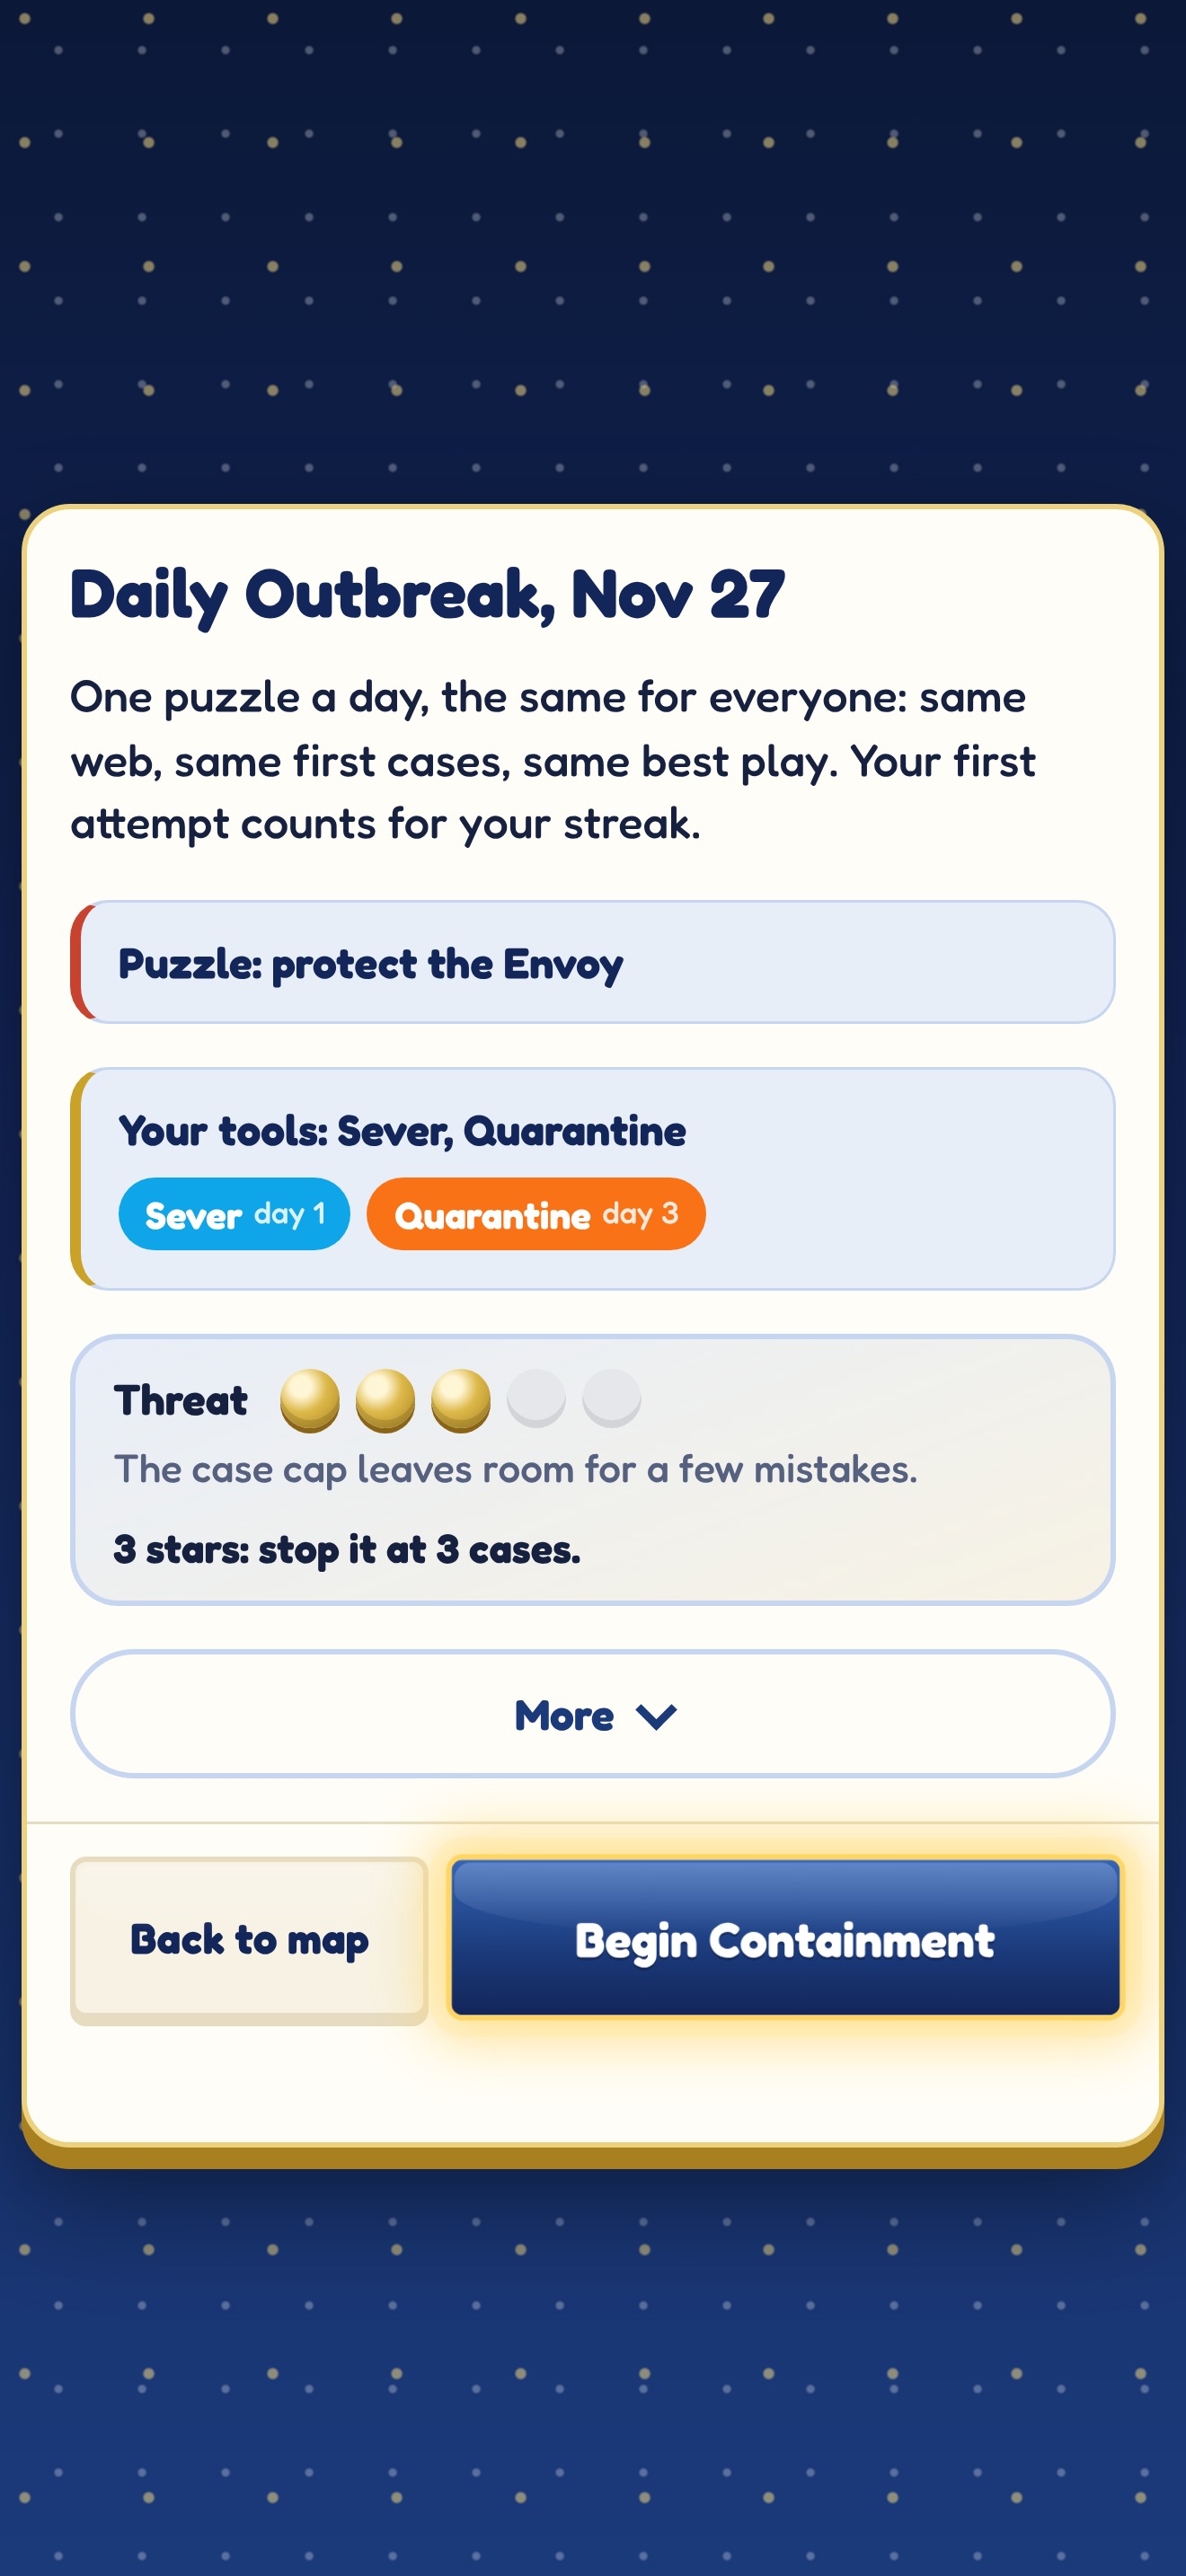 Daily Outbreak, Nov 27
One puzzle a day, the same for everyone: same
web, same first cases, same best play. Your first
attempt counts for your streak.
Puzzle: protect the Envoy
Your tools: Sever, Quarantine
Sever day 1 Quarantine day 3
Threat
The case cap leaves room for a few mistakes.
3 stars: stop it at 3 cases.
More
Back to map Begin Containment